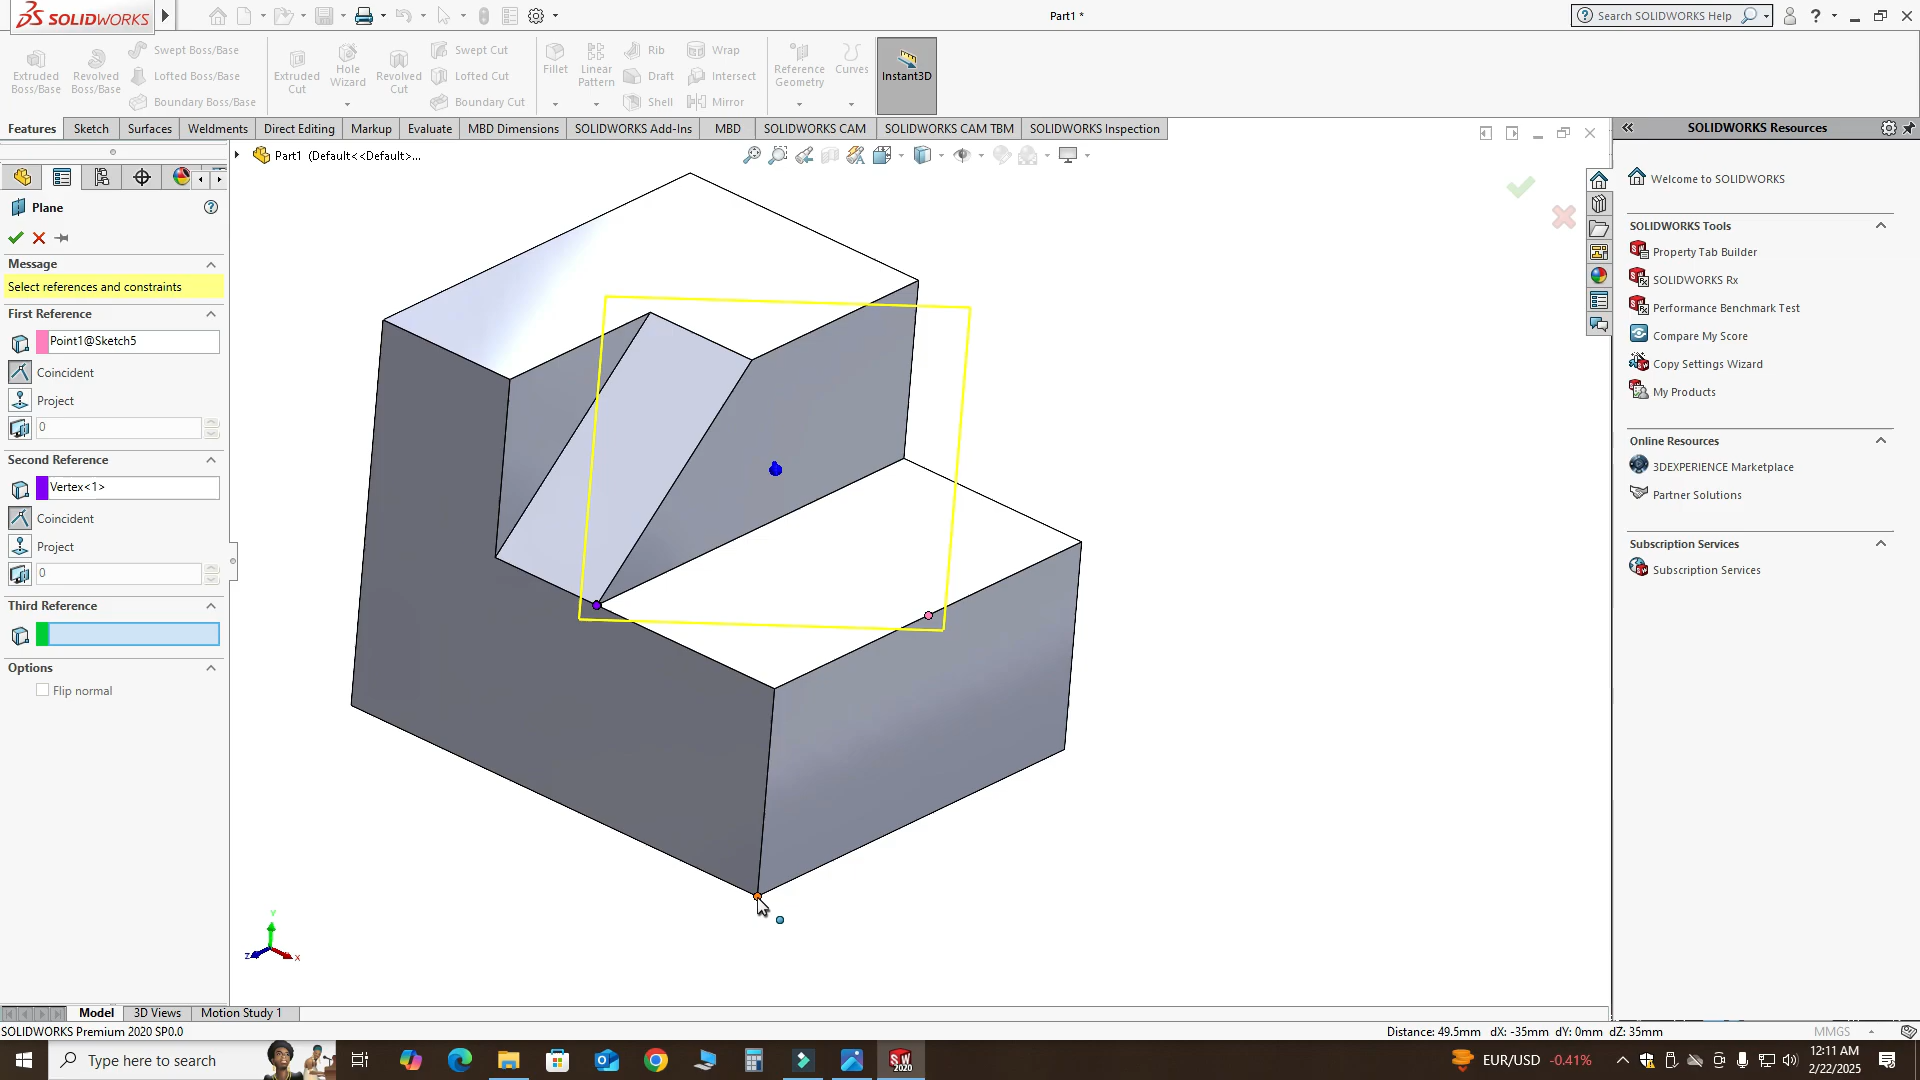 SOLIDWORKS
Part1 *
Search SOLIDWORKS Help
Extruded Boss/Base
Revolved Boss/Base
Swept Boss/Base
Lofted Boss/Base
Boundary Boss/Base
Extruded Cut
Hole Wizard
Revolved Cut
Swept Cut
Lofted Cut
Boundary Cut
Fillet
Linear Pattern
Rib
Draft
Shell
Wrap
Intersect
Mirror
Reference Geometry
Curves
Instant3D
Features
Sketch
Surfaces
Weldments
Direct Editing
Markup
Evaluate
MBD Dimensions
SOLIDWORKS Add-Ins
MBD
SOLIDWORKS CAM
SOLIDWORKS CAM TBM
SOLIDWORKS Inspection
Part1 (Default<<Default>...
Plane
Message
Select references and constraints
First Reference
Point1@Sketch5
Coincident
Project
0
Second Reference
Vertex<1>
Coincident
Project
0
Third Reference
Options
Flip normal
Y
Z
X
SOLIDWORKS Resources
Welcome to SOLIDWORKS
SOLIDWORKS Tools
Property Tab Builder
SOLIDWORKS Rx
Performance Benchmark Test
Compare My Score
Copy Settings Wizard
My Products
Online Resources
3DEXPERIENCE Marketplace
Partner Solutions
Subscription Services
Subscription Services
Model
3D Views
Motion Study 1
SOLIDWORKS Premium 2020 SP0.0
Distance: 49.5mm dX: -35mm dY: 0mm dZ: 35mm
MMGS
Type here to search
SW
2020
EUR/USD -0.41%
12:11 AM
2/22/2025